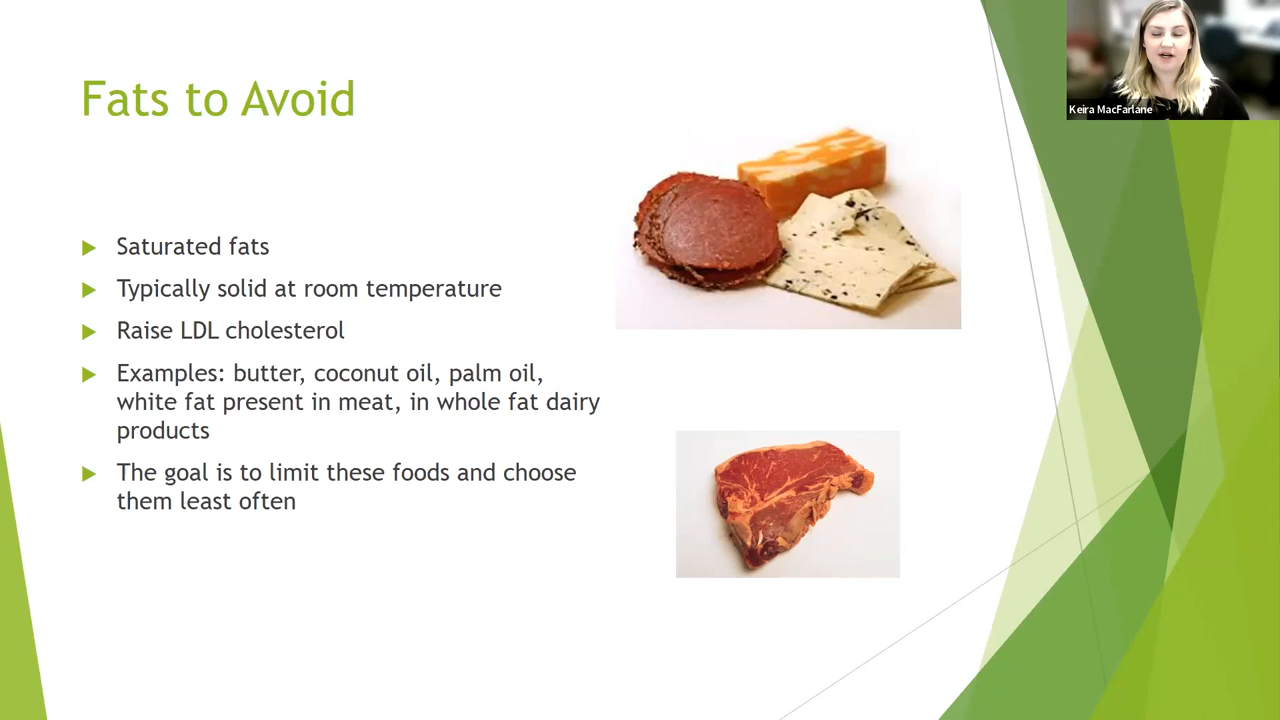 Fats to Avoid
Keira MacFarlane
Saturated fats
Typically solid at room temperature
Raise LDL cholesterol
Examples: butter, coconut oil, palm oil,
white fat present in meat, in whole fat dairy
products
The goal is to limit these foods and choose
them least often